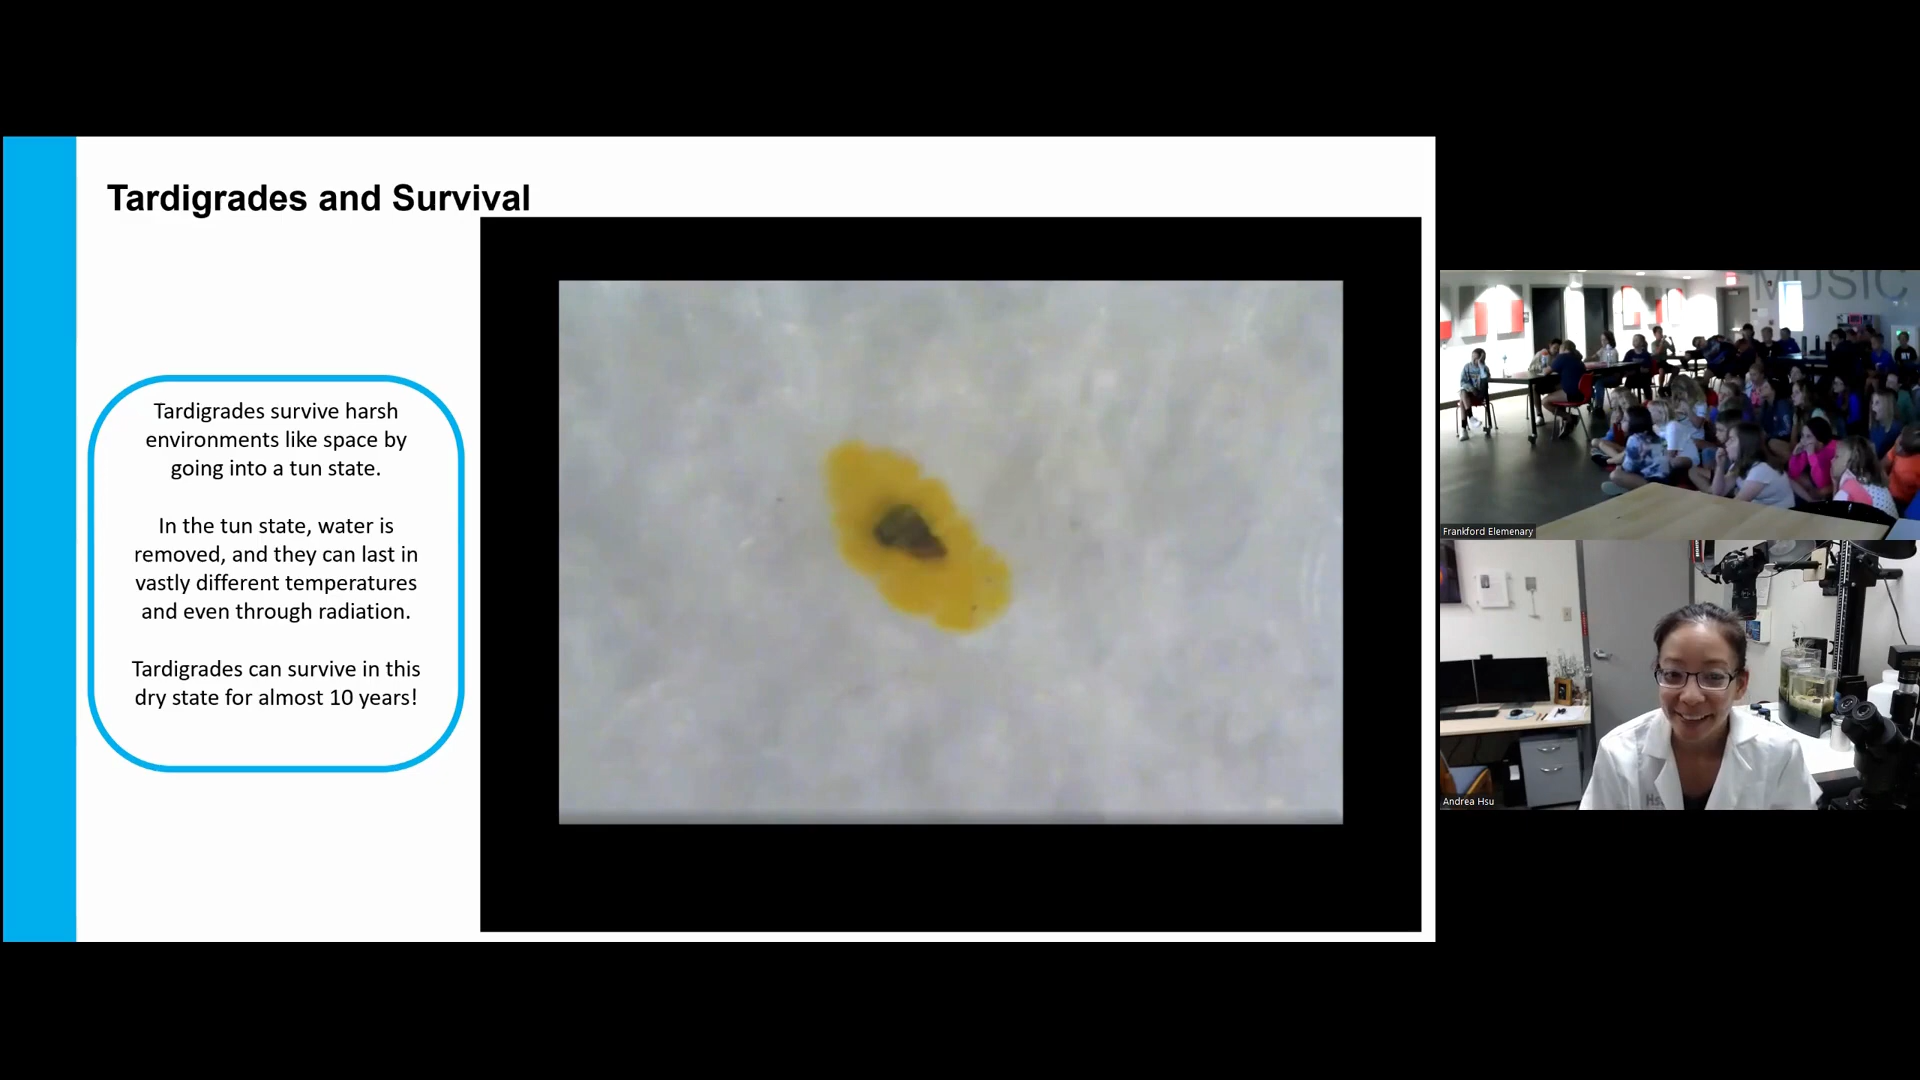 Tardigrades and Survival
Tardigrades survive harsh
environments like space by
going into a tun state.
In the tun state, water is
removed, and they can last in
vastly different temperatures
and even through radiation.
Tardigrades can survive in this
dry state for almost 10 years!
MUSIC
Frankford Elemenary
Andrea Hsu